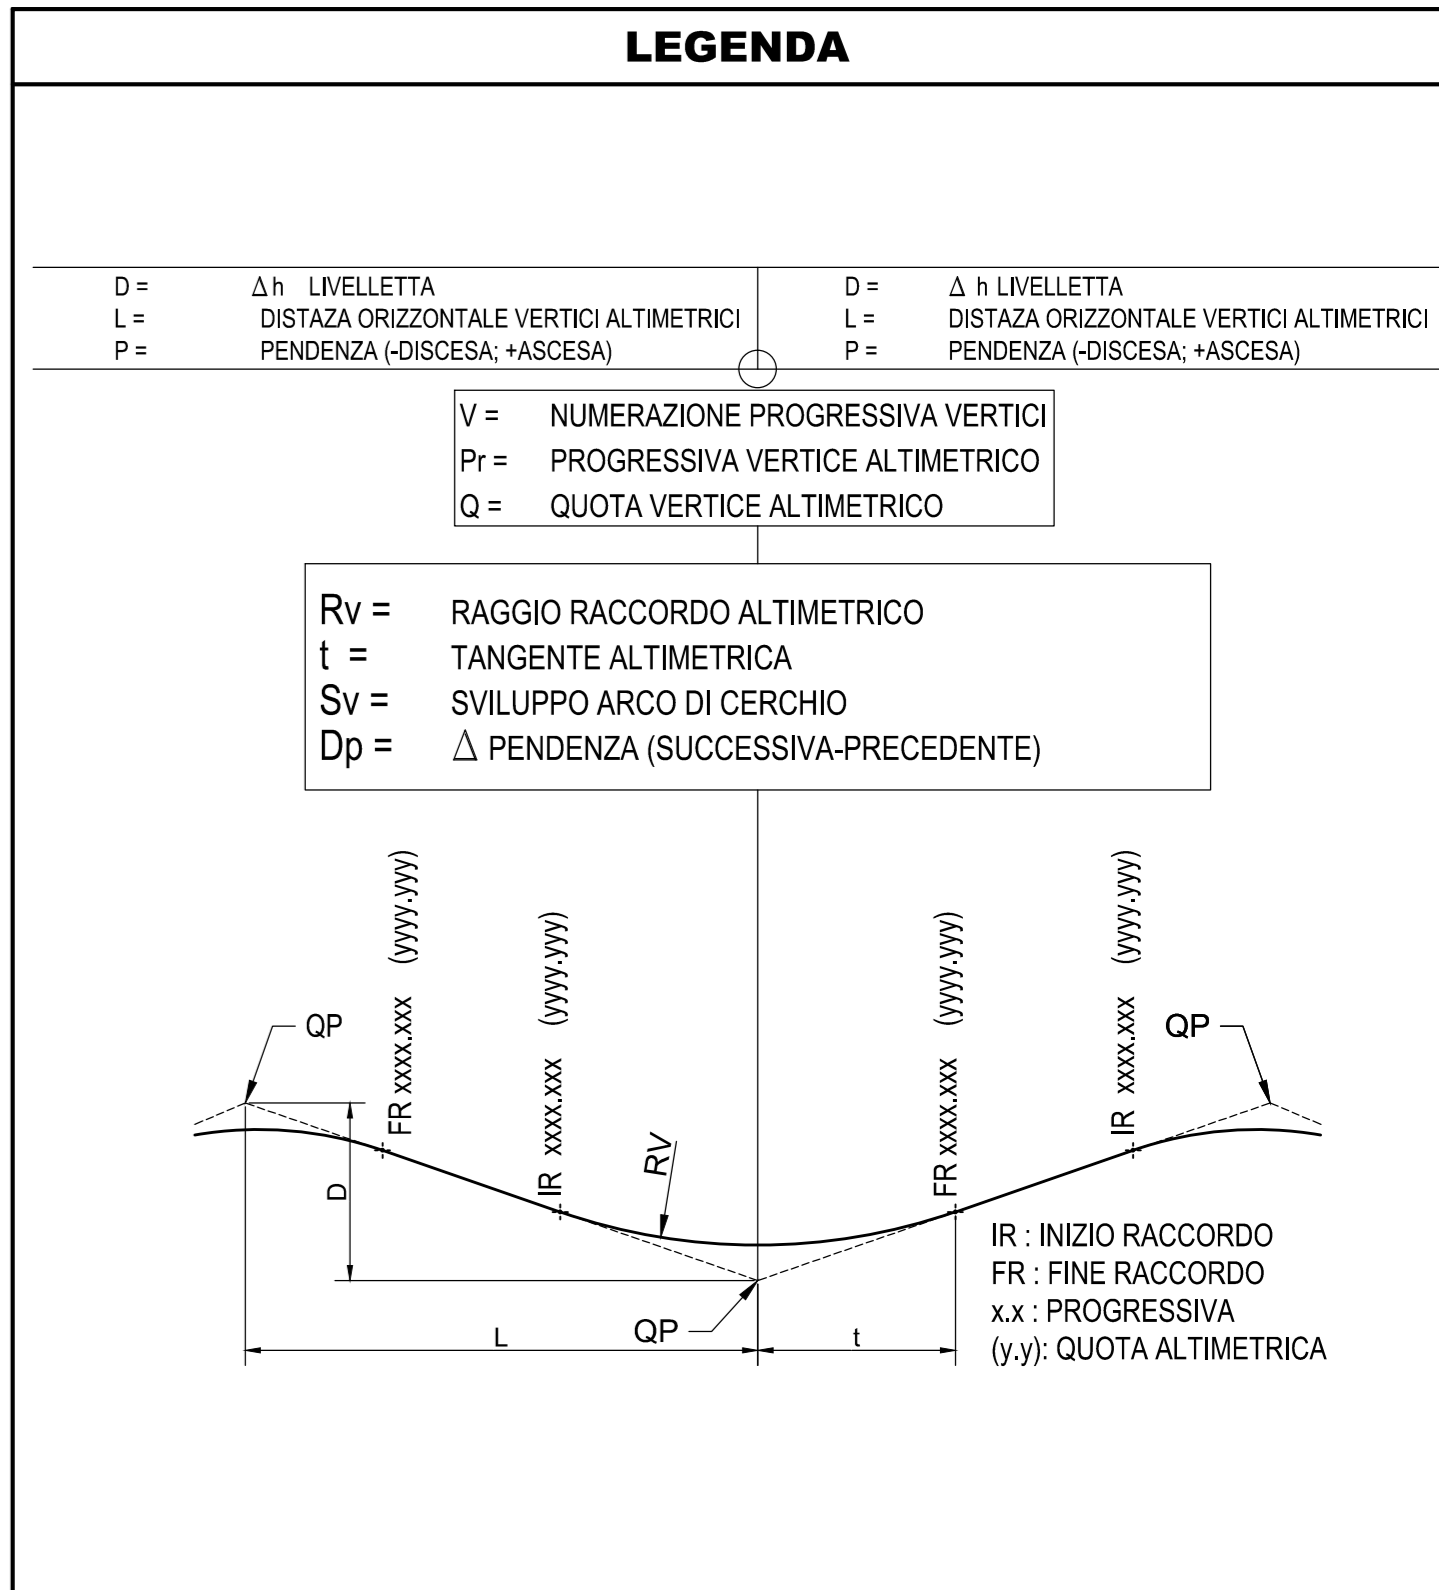 LEGENDA
D = Δ h LIVELLETTA
L = DISTAZA ORIZZONTALE VERTICI ALTIMETRICI
P = PENDENZA (-DISCESA; +ASCESA)
D = Δ h LIVELLETTA
L = DISTAZA ORIZZONTALE VERTICI ALTIMETRICI
P = PENDENZA (-DISCESA; +ASCESA)
V = NUMERAZIONE PROGRESSIVA VERTICI
Pr = PROGRESSIVA VERTICE ALTIMETRICO
Q = QUOTA VERTICE ALTIMETRICO
Rv = RAGGIO RACCORDO ALTIMETRICO
t = TANGENTE ALTIMETRICA
Sv = SVILUPPO ARCO DI CERCHIO
Dp = Δ PENDENZA (SUCCESSIVA-PRECEDENTE)
QP
FR xxxx.xxx (yyyy.yyy)
IR xxxx.xxx (yyyy.yyy)
FR xxxx.xxx (yyyy.yyy)
IR xxxx.xxx (yyyy.yyy)
QP
D
RV
L
QP
t
IR : INIZIO RACCORDO
FR : FINE RACCORDO
x.x : PROGRESSIVA
(y.y): QUOTA ALTIMETRICA